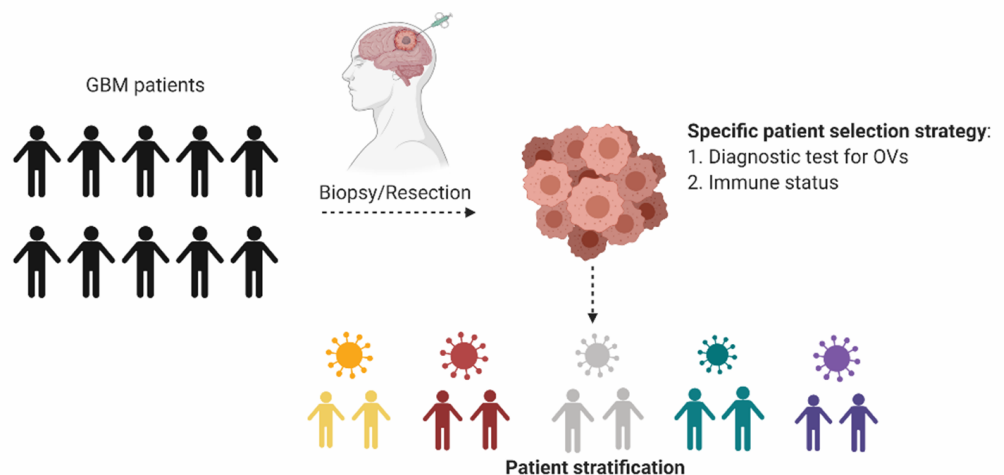 GBM patients
Biopsy/Resection
Specific patient selection strategy:
1. Diagnostic test for OVs
2. Immune status
Patient stratification